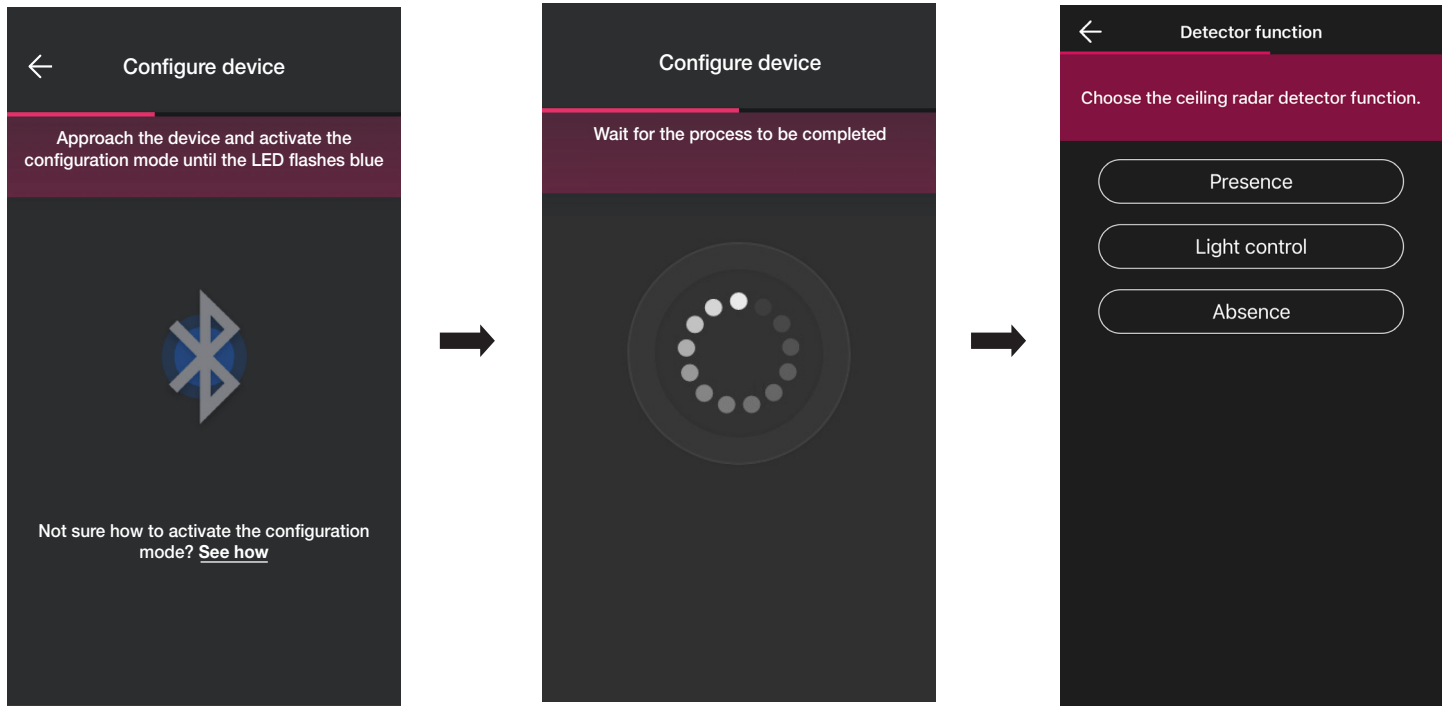 Configure device
Approach the device and activate the
configuration mode until the LED flashes blue
Not sure how to activate the configuration
mode? See how
Configure device
Wait for the process to be completed
Detector function
Choose the ceiling radar detector function.
Presence
Light control
Absence